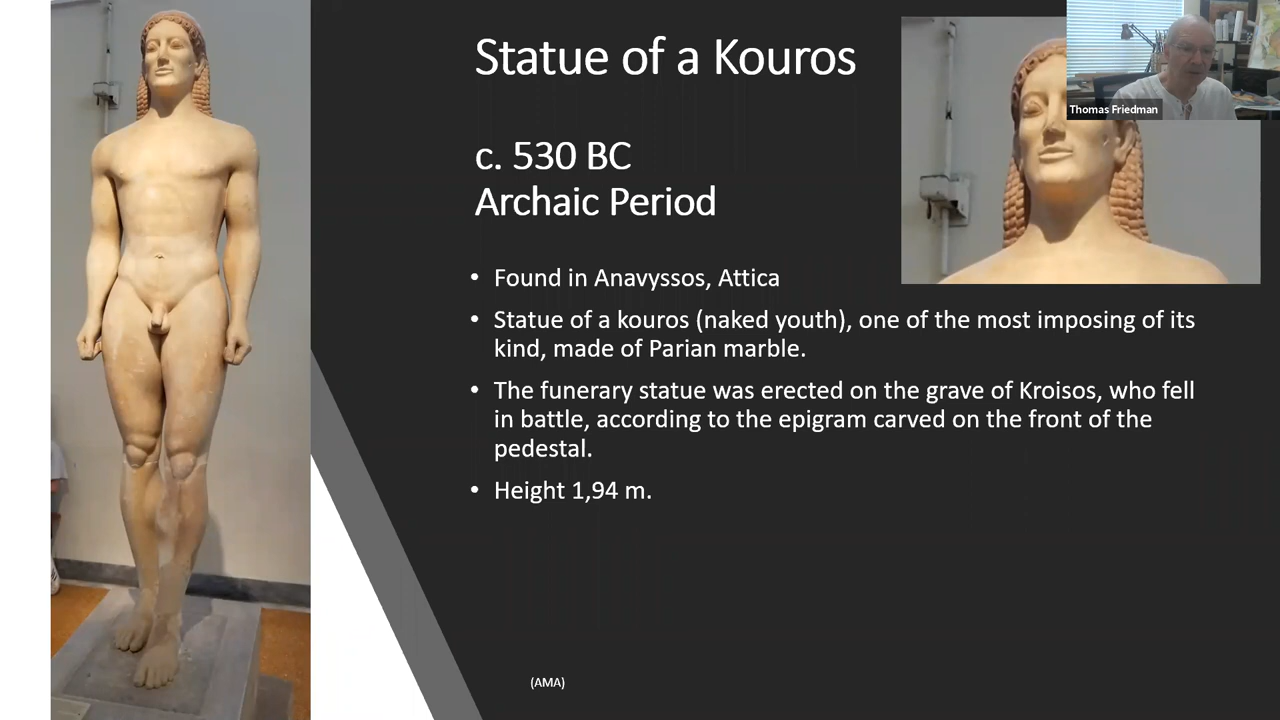 Statue of a Kouros
Thomas Friedman
c. 530 BC
Archaic Period
• Found in Anavyssos, Attica
• Statue of a kouros (naked youth), one of the most imposing of its
kind, made of Parian marble.
• The funerary statue was erected on the grave of Kroisos, who fell
in battle, according to the epigram carved on the front of the
pedestal.
• Height 1,94 m.
(AMA)